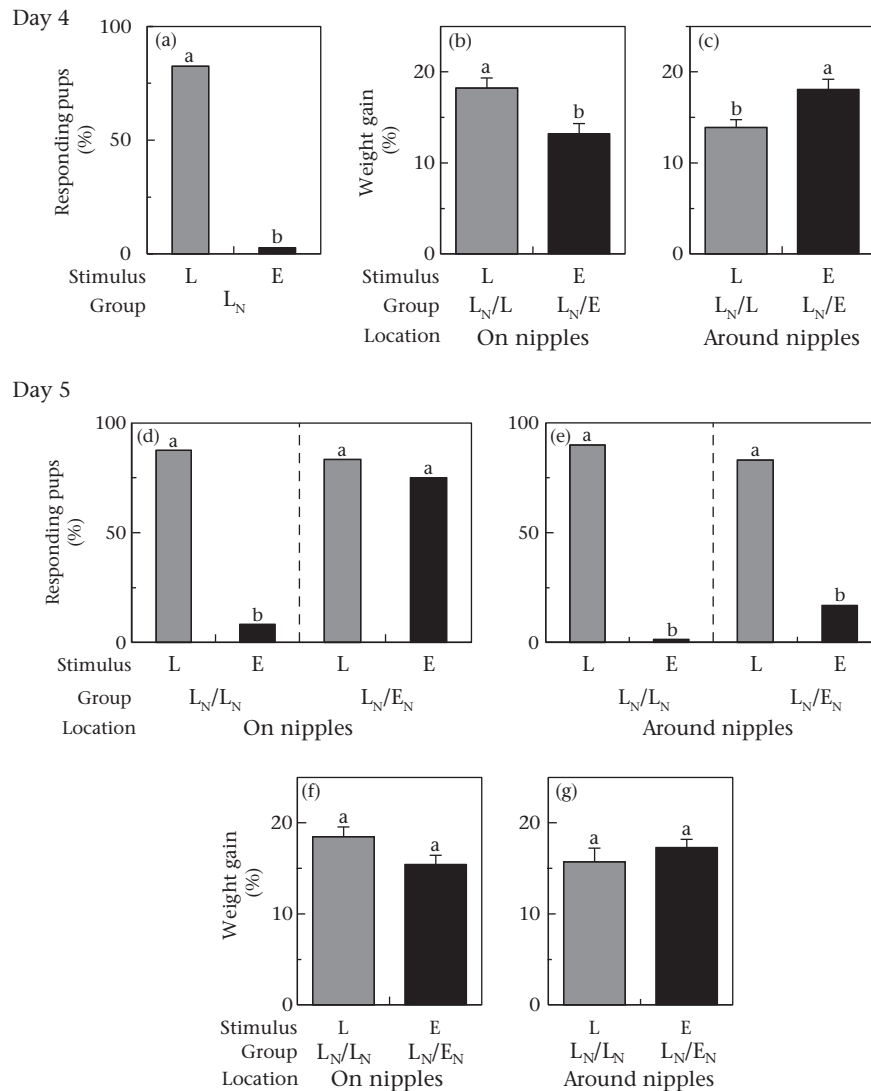 Day 4
100
50
0
Responding pups
(%)
(a)
a
b
Stimulus L E
Group L_N
20
10
0
Weight gain
(%)
(b)
a
b
Stimulus L E
Group L_N/L L_N/E
Location On nipples
20
10
0
(c)
b
a
L E
L_N/L L_N/E
Around nipples
Day 5
100
50
0
Responding pups
(%)
(d)
a
b
a
a
Stimulus L E L E
Group L_N/L_N L_N/E_N
Location On nipples
100
50
0
(e)
a
b
a
b
L E L E
L_N/L_N L_N/E_N
Around nipples
20
10
0
Weight gain
(%)
(f)
a
a
Stimulus L E
Group L_N/L_N L_N/E_N
Location On nipples
20
10
0
(g)
a
a
L E
L_N/L_N L_N/E_N
Around nipples